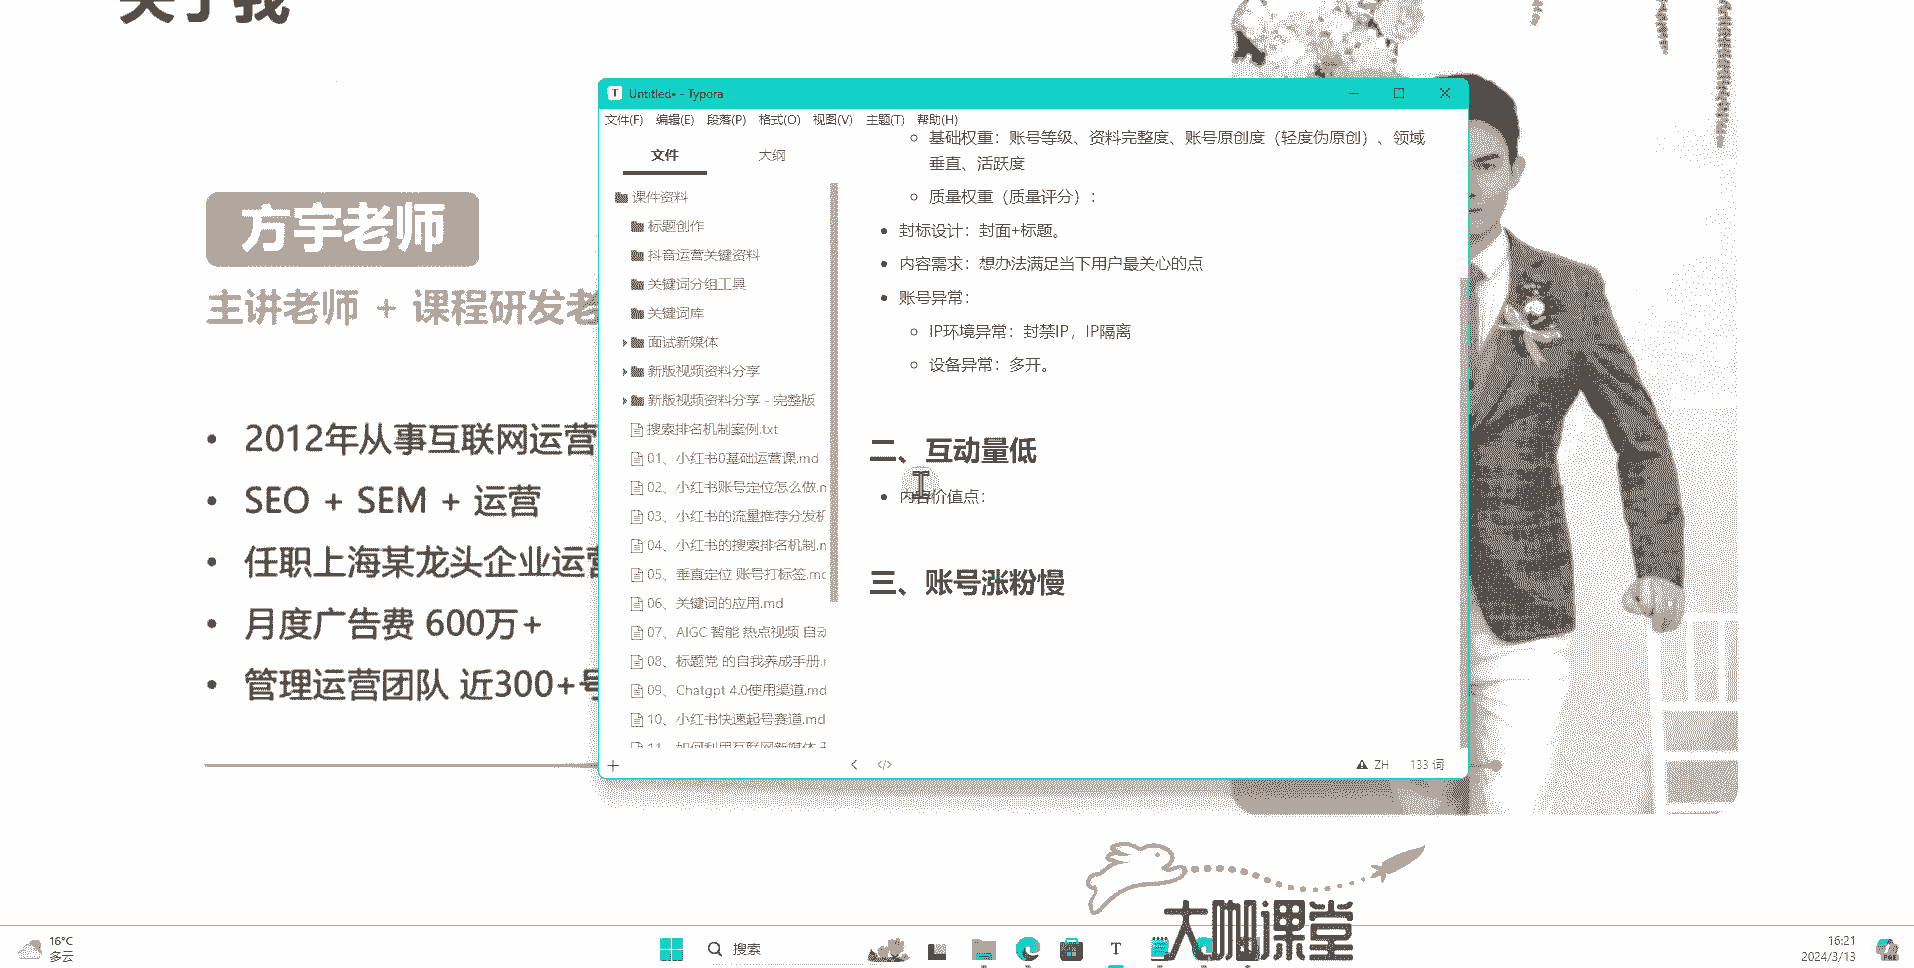 关于我
方宇老师
主讲老师 + 课程研发老
2012年从事互联网运营
SEO + SEM + 运营
任职上海某龙头企业运营
月度广告费 600万+
管理运营团队 近300+号
Untitled• - Typora
文件(F) 编辑(E) 段落(P) 格式(O) 视图(V) 主题(T) 帮助(H)
文件 大纲
课件资料
标题创作
抖音运营关键资料
关键词分组工具
关键词库
面试新媒体
新版视频资料分享
新版视频资料分享 - 完整版
搜索排名机制案例.txt
01、小红书0基础运营课.md
02、小红书账号定位怎么做.m
03、小红书的流量推荐分发机
04、小红书的搜索排名机制.m
05、垂直定位 账号打标签.md
06、关键词的应用.md
07、AIGC 智能 热点视频 自动
08、标题党 的自我养成手册.m
09、Chatgpt 4.0使用渠道.md
10、小红书快速起号赛道.md
11、如何利用互联网新媒体
基础权重：账号等级、资料完整度、账号原创度（轻度伪原创）、领域
垂直、活跃度
质量权重（质量评分）：
封标设计：封面+标题。
内容需求：想办法满足当下用户最关心的点
账号异常：
IP环境异常：封禁IP，IP隔离
设备异常：多开。
二、互动量低
内容价值点：
三、账号涨粉慢
ZH 133 词
大咖课堂
16°C
多云
搜索
16:21
2024/3/13